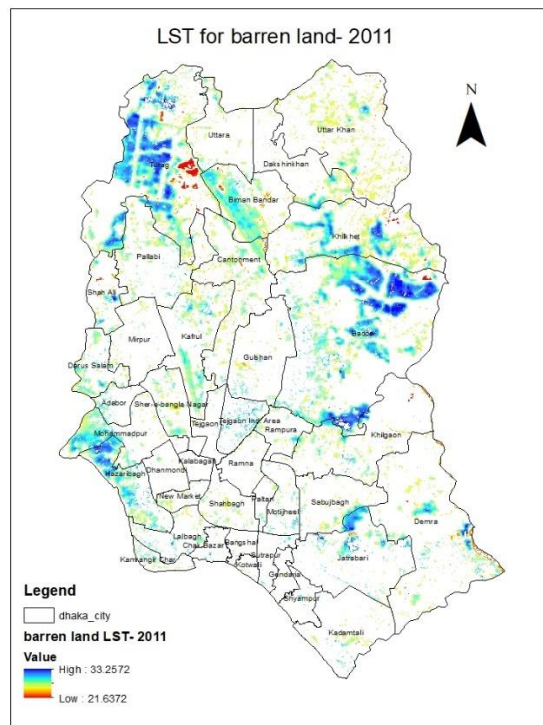 LST for barren land- 2011
N
Uttara
Uttar Khan
Turag
Dakshinkhan
Biman Bandar
Khilkhet
Pallabi
Cantonment
Shah Ali
Badda
Mirpur
Kafrul
Gulshan
Darus Salam
Adabor
Sher-e-bangla Nagar
Tejgaon
Tejgaon Ind. Area
Rampura
Mohammadpur
Khilgaon
Kalabagan
Ramna
Hazaribagh
Dhanmondi
New Market
Shahbagh
Paltan
Motijheel
Sabujbagh
Demra
Lalbagh
Chak Bazar
Bangshal
Sutrapur
Kotwali
Jatrabari
Kamrangir Char
Gendaria
Shyampur
Kadamtali
Legend
dhaka_city
barren land LST- 2011
Value
High : 33.2572
Low : 21.6372